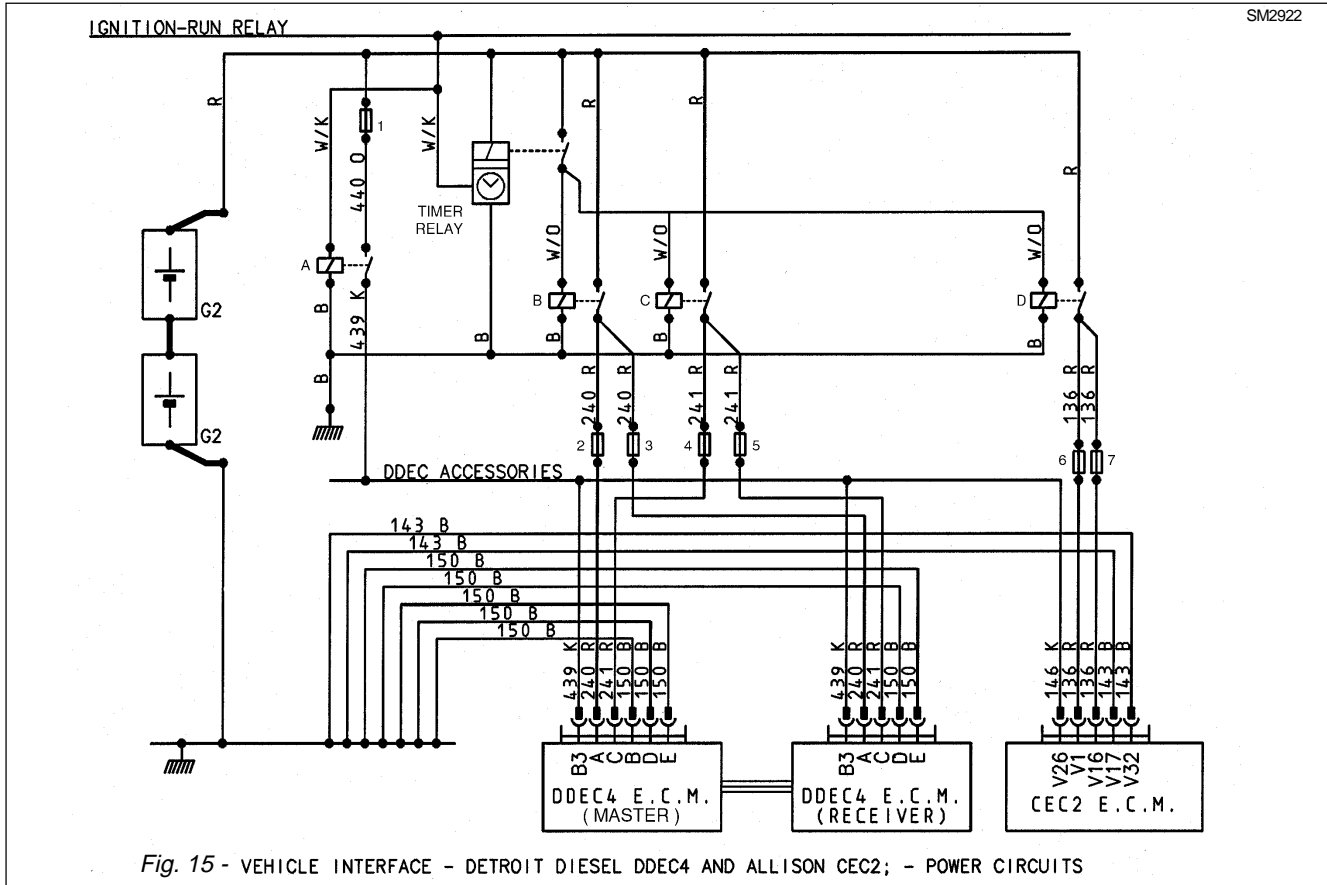 SM2922
IGNITION-RUN RELAY
R
W/K
1
440 O
W/K
TIMER
RELAY
R
R
R
G2
G2
A
B
439 K
B
B
W/O
B
B
W/O
C
B
W/O
D
B
240 R
240 R
241 R
241 R
136 R
136 R
2
3
4
5
6
7
DDEC ACCESSORIES
143 B
143 B
150 B
150 B
150 B
150 B
150 B
439 K
240 R
241 R
150 B
150 B
150 B
439 K
240 R
241 R
150 B
150 B
146 K
136 R
136 R
143 B
143 B
B3
A
C
B
D
E
DDEC4 E.C.M.
(MASTER)
B3
A
C
D
E
DDEC4 E.C.M.
(RECEIVER)
V26
V1
V16
V17
V32
CEC2 E.C.M.
Fig. 15 - VEHICLE INTERFACE - DETROIT DIESEL DDEC4 AND ALLISON CEC2; - POWER CIRCUITS